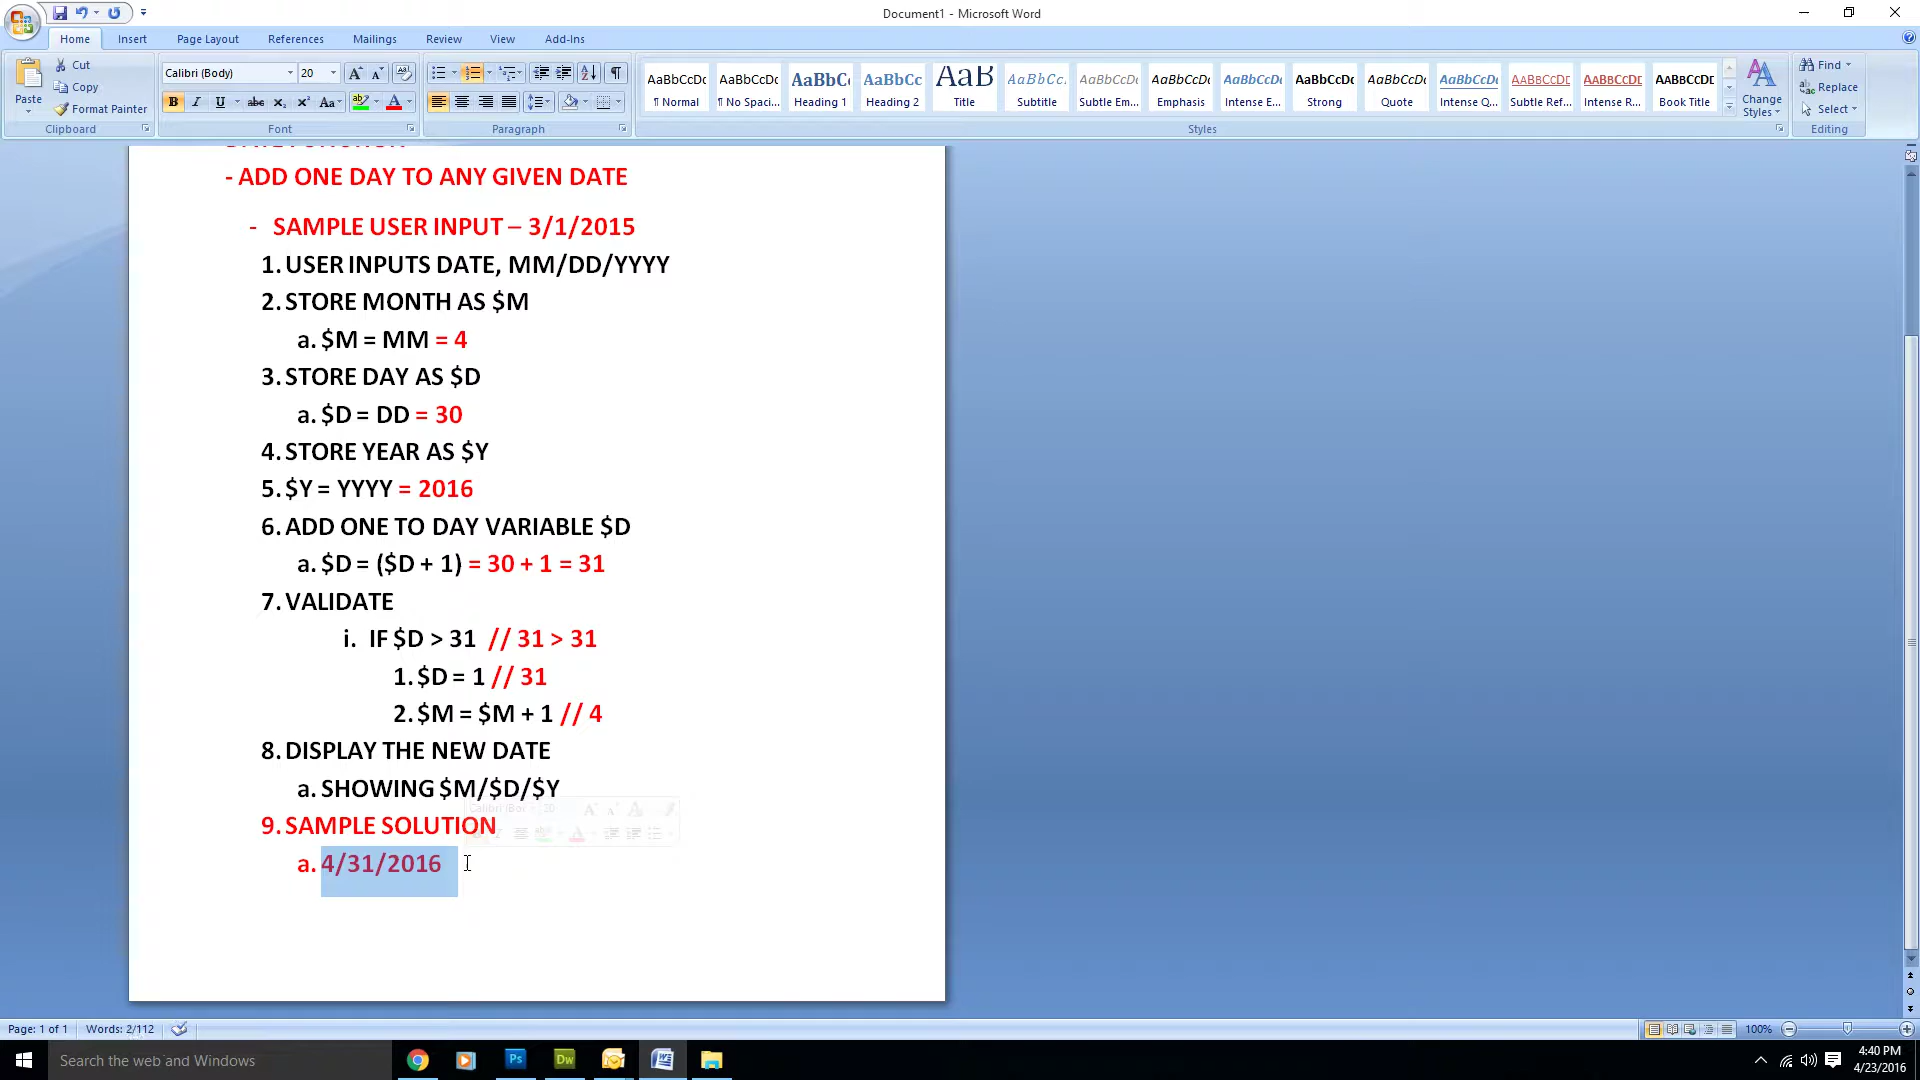 Document1 - Microsoft Word
Home Insert Page Layout References Mailings Review View Add-Ins
Paste
Cut
Copy
Format Painter
Clipboard
Calibri (Body) 20
Font
Paragraph
AaBbCcDc AaBbCcDc AaBbC AaBbCc AaB AaBbCc. AaBbCcDc AaBbCcDc AaBbCcDc AaBbCcDc AaBbCcDc AaBbCcDc AABBCCDE AABBCCDE AABBCCDE
¶ Normal ¶ No Spaci... Heading 1 Heading 2 Title Subtitle Subtle Em... Emphasis Intense E... Strong Quote Intense Q... Subtle Ref... Intense R... Book Title
Change Styles
Styles
Find
Replace
Select
Editing
- ADD ONE DAY TO ANY GIVEN DATE
- SAMPLE USER INPUT – 3/1/2015
1. USER INPUTS DATE, MM/DD/YYYY
2. STORE MONTH AS $M
a. $M = MM = 4
3. STORE DAY AS $D
a. $D = DD = 30
4. STORE YEAR AS $Y
5. $Y = YYYY = 2016
6. ADD ONE TO DAY VARIABLE $D
a. $D = ($D + 1) = 30 + 1 = 31
7. VALIDATE
i. IF $D > 31 // 31 > 31
1. $D = 1 // 31
2. $M = $M + 1 // 4
8. DISPLAY THE NEW DATE
a. SHOWING $M/$D/$Y
9. SAMPLE SOLUTION
a. 4/31/2016
Page: 1 of 1 Words: 2/112
100%
Search the web and Windows
4:40 PM
4/23/2016